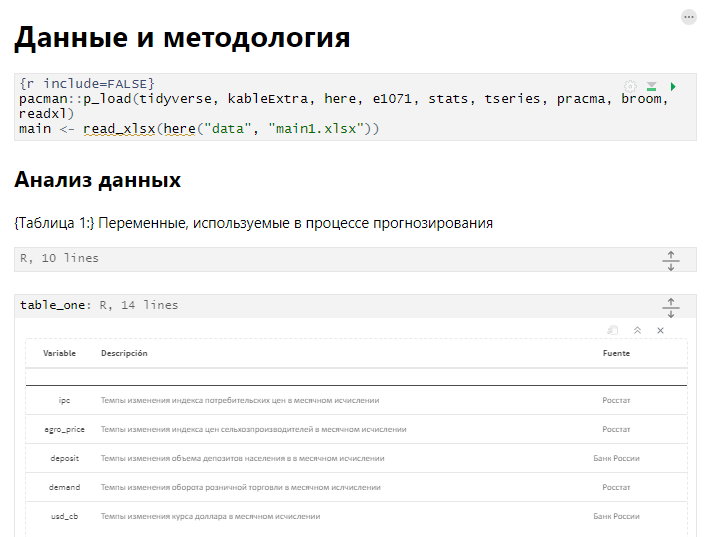 Данные и методология
{r include=FALSE}
pacman::p_load(tidyverse, kableExtra, here, e1071, stats, tseries, pracma, broom,
readxl)
main <- read_xlsx(here("data", "main1.xlsx"))
Анализ данных
{Таблица 1:} Переменные, используемые в процессе прогнозирования
R, 10 lines
table_one: R, 14 lines
Variable Descripción Fuente
ipc Темпы изменения индекса потребительских цен в месячном исчислении Росстат
agro_price Темпы изменения индекса цен сельхозпроизводителей в месячном исчислении Росстат
deposit Темпы изменения объема депозитов населения в в месячном исчислении Банк России
demand Темпы изменения оборота розничной торговли в месячном исчлчислении Росстат
usd_cb Темпы изменения курса доллара в месячном исчислении Банк России